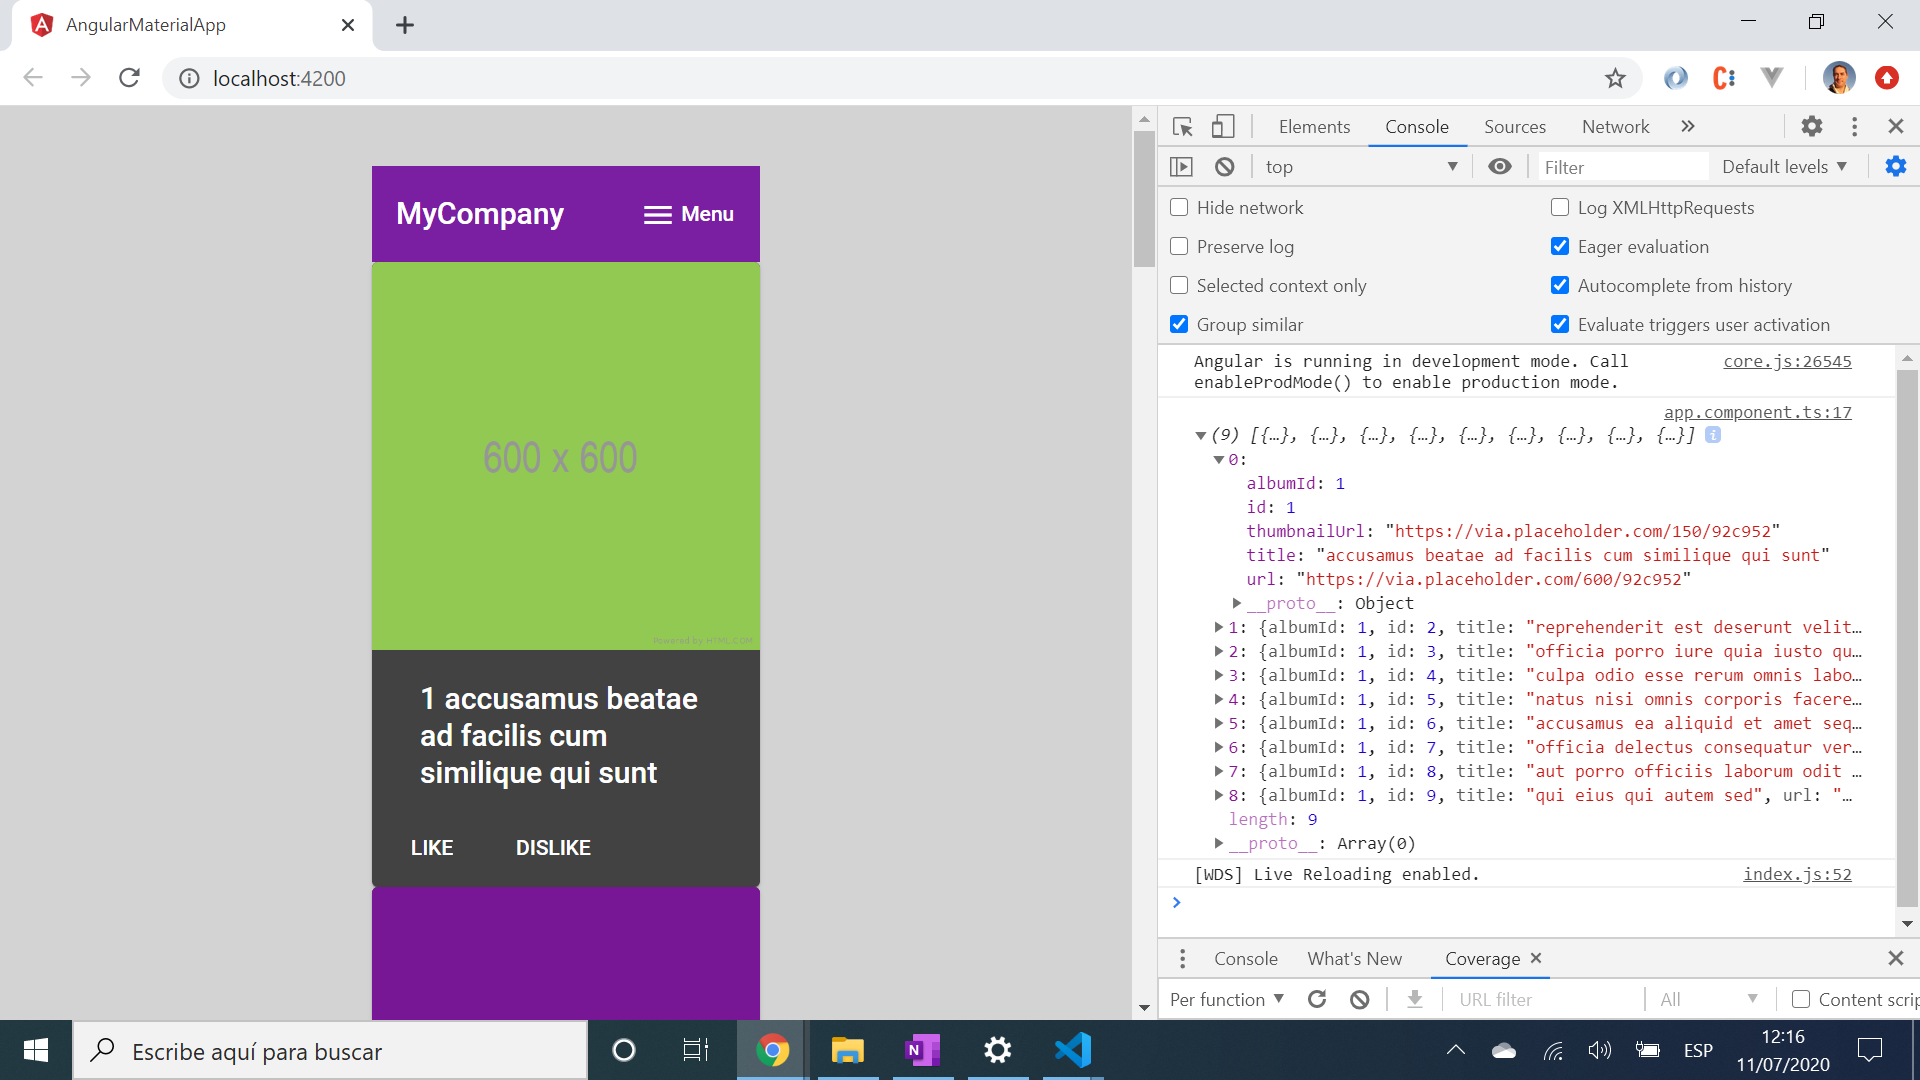 AngularMaterialApp
localhost:4200
MyCompany
Menu
600 x 600
Powered by HTML.COM
1 accusamus beatae
ad facilis cum
similique qui sunt
LIKE DISLIKE
Elements Console Sources Network
top Filter Default levels
Hide network Log XMLHttpRequests
Preserve log Eager evaluation
Selected context only Autocomplete from history
Group similar Evaluate triggers user activation
Angular is running in development mode. Call core.js:26545
enableProdMode() to enable production mode.
app.component.ts:17
(9) [{…}, {…}, {…}, {…}, {…}, {…}, {…}, {…}, {…}] i
0:
albumId: 1
id: 1
thumbnailUrl: "https://via.placeholder.com/150/92c952"
title: "accusamus beatae ad facilis cum similique qui sunt"
url: "https://via.placeholder.com/600/92c952"
__proto__: Object
1: {albumId: 1, id: 2, title: "reprehenderit est deserunt velit…
2: {albumId: 1, id: 3, title: "officia porro iure quia iusto qu…
3: {albumId: 1, id: 4, title: "culpa odio esse rerum omnis labo…
4: {albumId: 1, id: 5, title: "natus nisi omnis corporis facere…
5: {albumId: 1, id: 6, title: "accusamus ea aliquid et amet seq…
6: {albumId: 1, id: 7, title: "officia delectus consequatur ver…
7: {albumId: 1, id: 8, title: "aut porro officiis laborum odit …
8: {albumId: 1, id: 9, title: "qui eius qui autem sed", url: "…
length: 9
__proto__: Array(0)
[WDS] Live Reloading enabled. index.js:52
Console What's New Coverage
Per function URL filter All Content scrip
Escribe aquí para buscar
ESP
12:16
11/07/2020